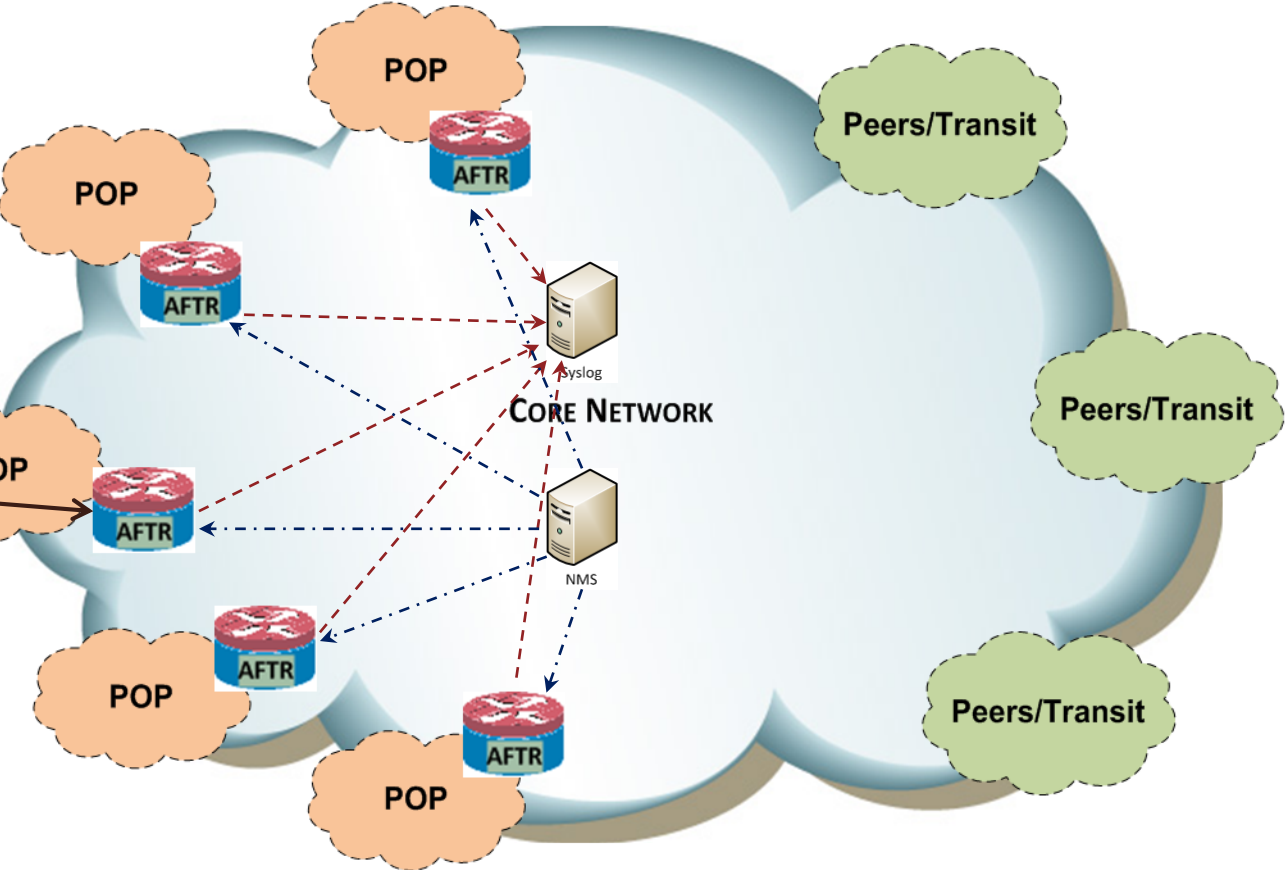 POP
Peers/Transit
AFTR
POP
AFTR
Syslog
CORE NETWORK
Peers/Transit
OP
AFTR
NMS
AFTR
POP
Peers/Transit
AFTR
POP